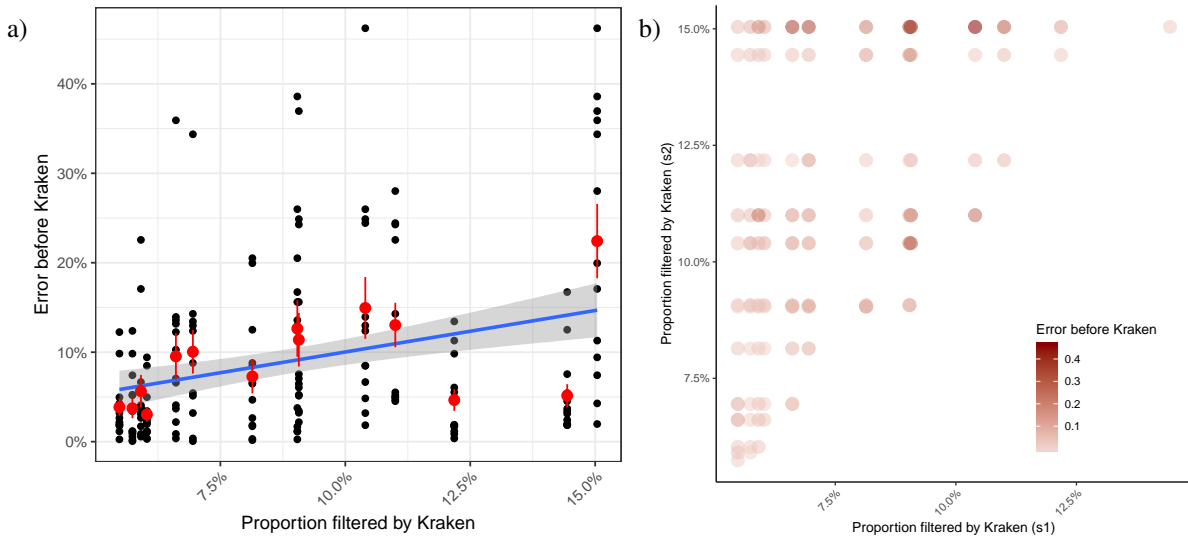 a)
Error before Kraken
40%
30%
20%
10%
0%
7.5%
10.0%
12.5%
15.0%
Proportion filtered by Kraken
b)
Proportion filtered by Kraken (s2)
15.0%
12.5%
10.0%
7.5%
Error before Kraken
0.4
0.3
0.2
0.1
7.5%
10.0%
12.5%
Proportion filtered by Kraken (s1)